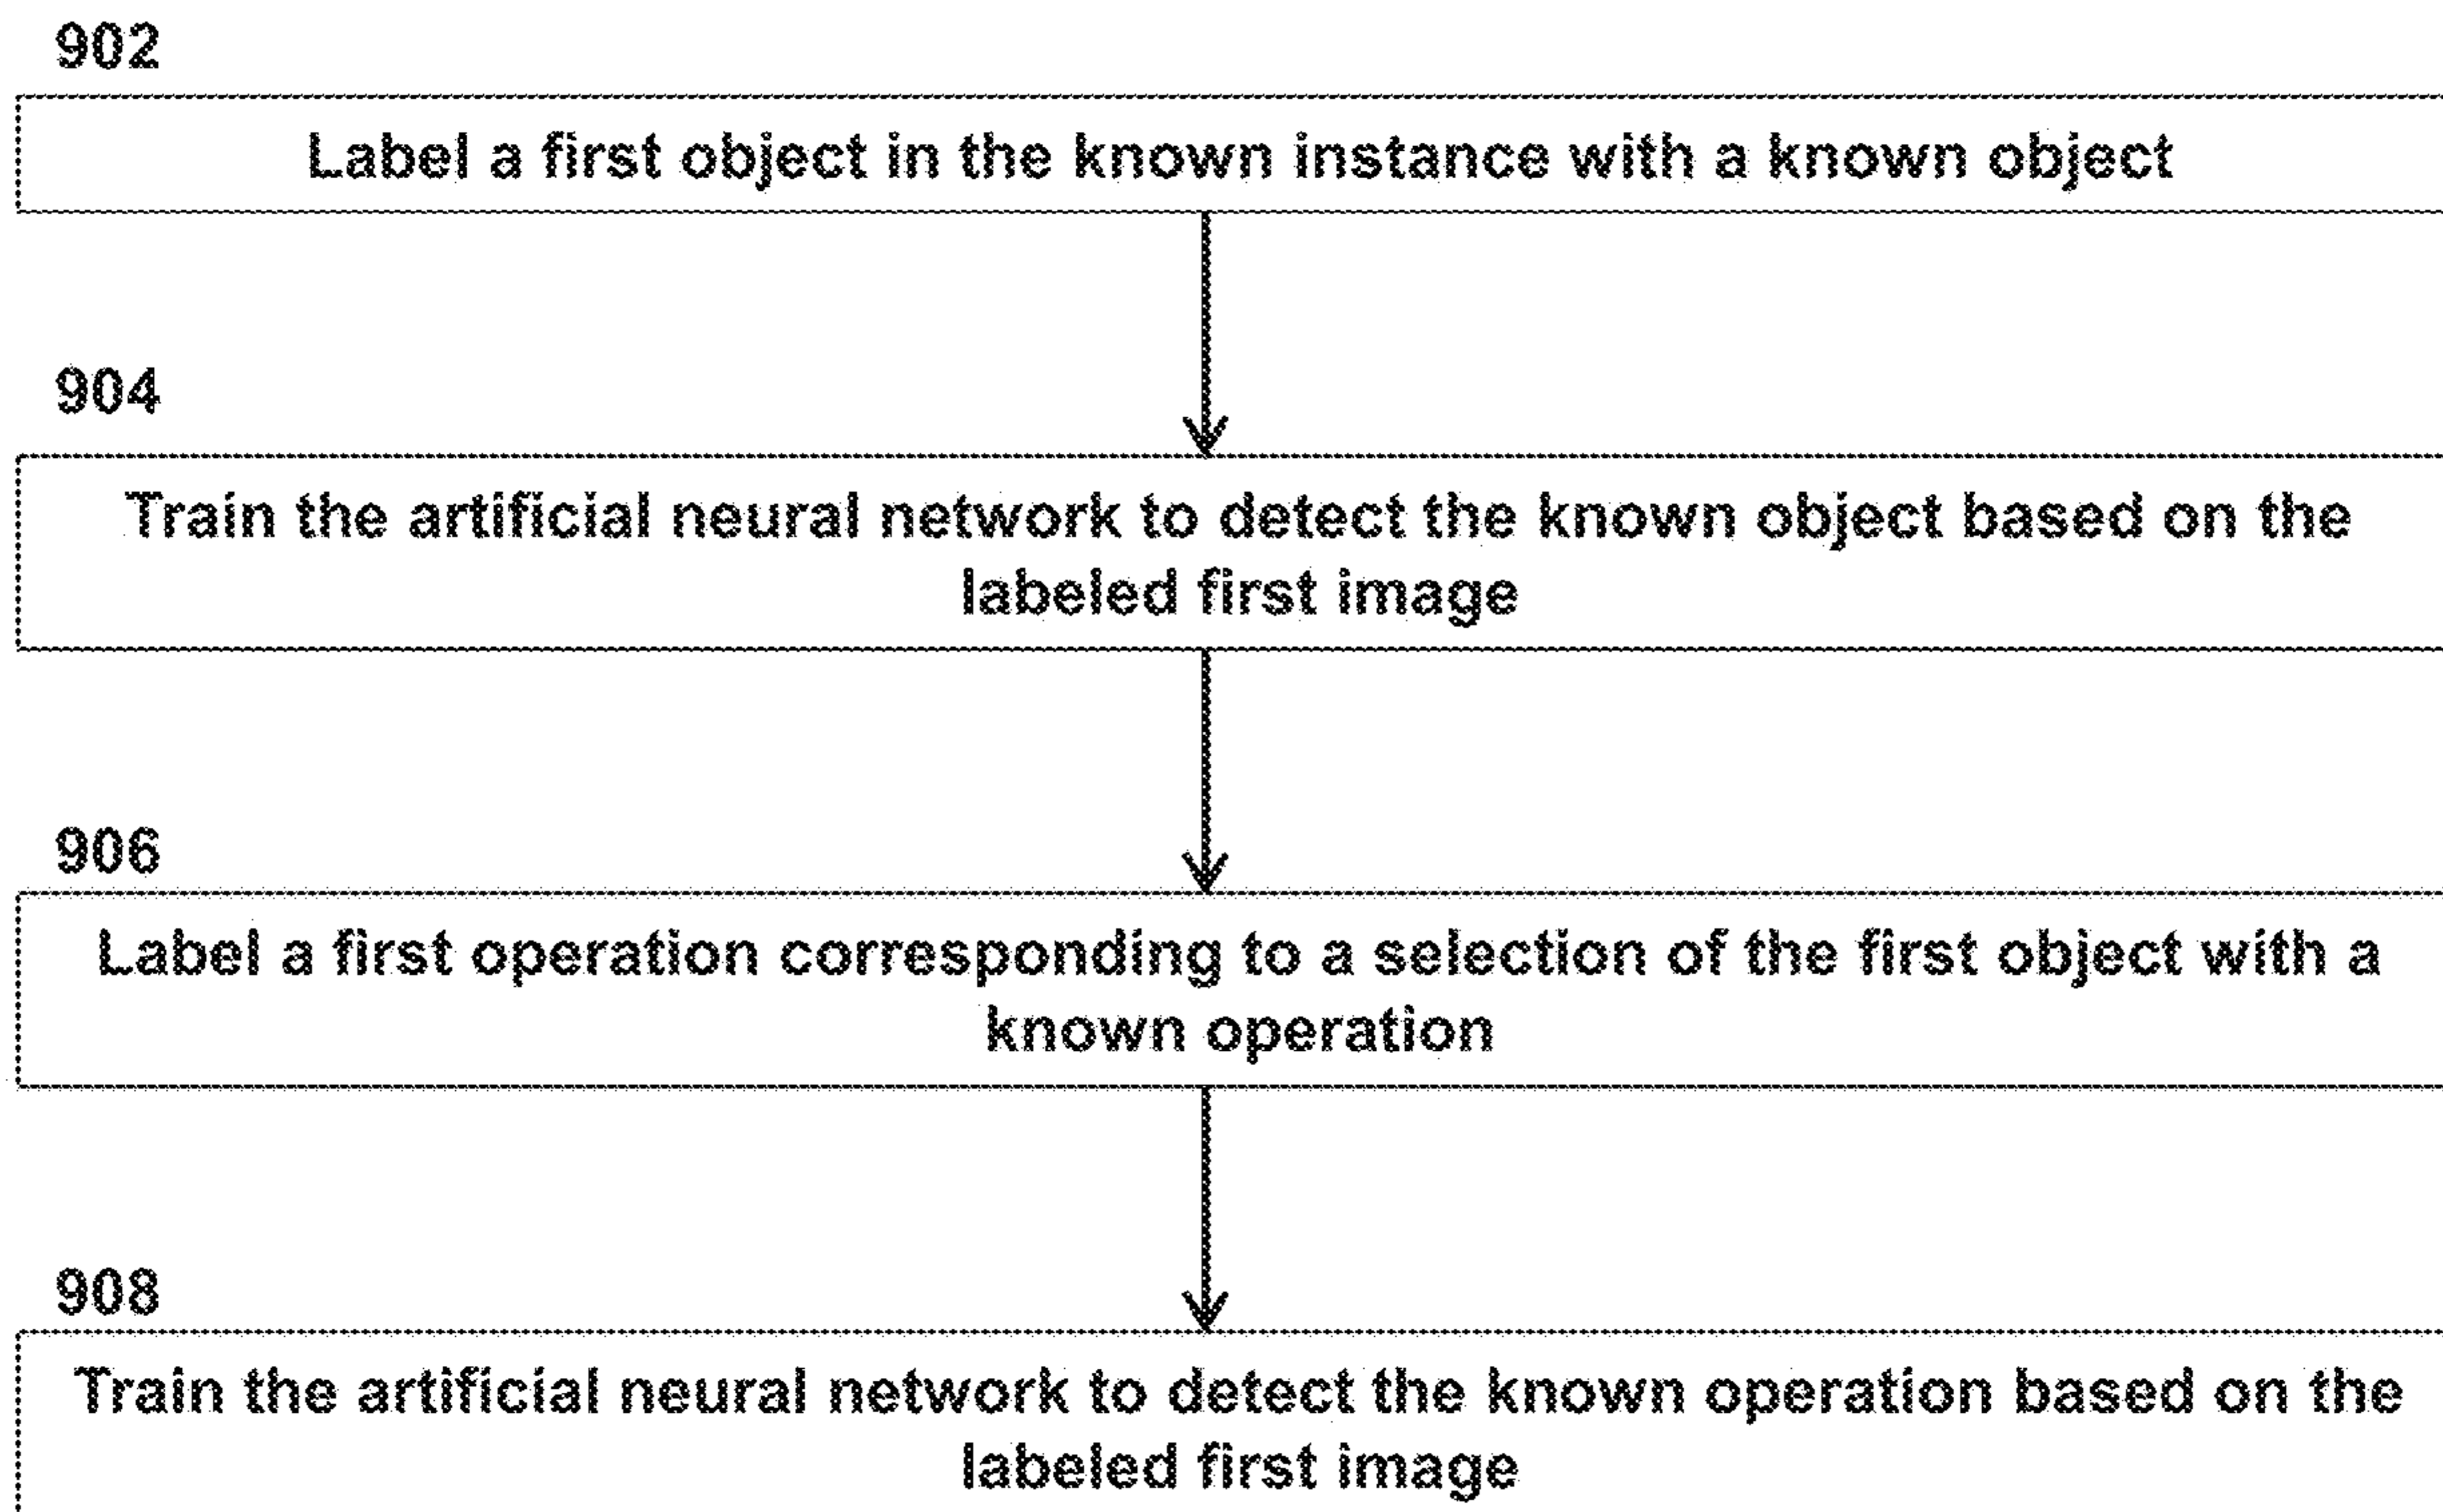 902
Label a first object in the known instance with a known object
904
Train the artificial neural network to detect the known object based on the
labeled first image
906
Label a first operation corresponding to a selection of the first object with a
known operation
908
Train the artificial neural network to detect the known operation based on the
labeled first image